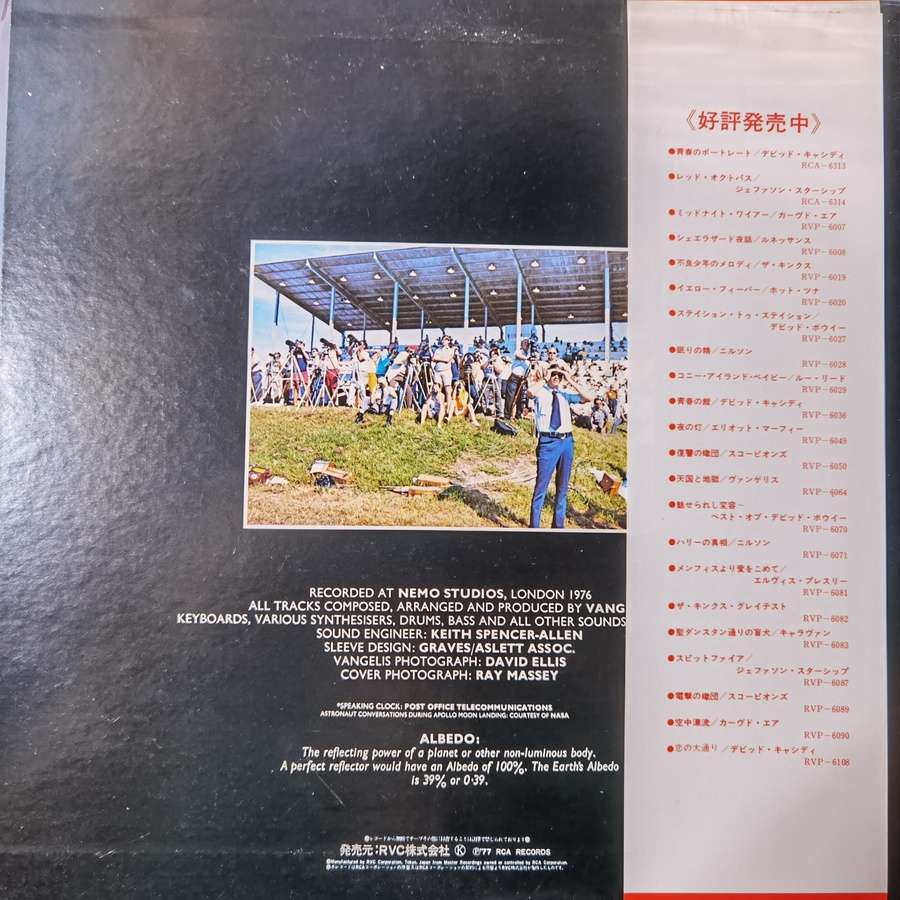 RECORDED AT NEMO STUDIOS, LONDON 1976
ALL TRACKS COMPOSED, ARRANGED AND PRODUCED BY VANG
KEYBOARDS, VARIOUS SYNTHESISERS, DRUMS, BASS AND ALL OTHER SOUNDS
SOUND ENGINEER: KEITH SPENCER-ALLEN
SLEEVE DESIGN: GRAVES/ASLETT ASSOC.
VANGELIS PHOTOGRAPH: DAVID ELLIS
COVER PHOTOGRAPH: RAY MASSEY
*SPEAKING CLOCK: POST OFFICE TELECOMMUNICATIONS
ASTRONAUT CONVERSATIONS DURING APOLLO MOON LANDING: COURTESY OF NASA
ALBEDO:
The reflecting power of a planet or other non-luminous body.
A perfect reflector would have an Albedo of 100%. The Earth's Albedo
is 39% or 0·39.
発売元:RVC株式会社 Ⓚ Ⓟ'77 RCA RECORDS
●Manufactured by RVC Corporation, Tokyo, Japan from Master Recordings owned or controlled by RCA Corporation.
《好評発売中》
●青春のポートレート/デビッド・キャシディ
RCA-6313
●レッド・オクトパス/
ジェファソン・スターシップ
RCA-6314
●ミッドナイト・ワイアー/カーヴド・エア
RVP-6007
●シェエラザード夜話/ルネッサンス
RVP-6008
●不良少年のメロディ/ザ・キンクス
RVP-6019
●イエロー・フィーバー/ホット・ツナ
RVP-6020
●ステイション・トゥ・ステイション/
デビッド・ボウイー
RVP-6027
●眠りの精/ニルソン
RVP-6028
●コニー・アイランド・ベイビー/ルー・リード
RVP-6029
●青春の館/デビッド・キャシディ
RVP-6036
●夜の灯/エリオット・マーフィー
RVP-6049
●復讐の蠍団/スコーピオンズ
RVP-6050
●天国と地獄/ヴァンゲリス
RVP-6064
●魅せられし変容−
ベスト・オブ・デビッド・ボウイー
RVP-6070
●ハリーの真相/ニルソン
RVP-6071
●メンフィスより愛をこめて/
エルヴィス・プレスリー
RVP-6081
●ザ・キンクス・グレイテスト
RVP-6082
●聖ダンスタン通りの盲犬/キャラヴァン
RVP-6083
●スピットファイア/
ジェファソン・スターシップ
RVP-6087
●電撃の蠍団/スコーピオンズ
RVP-6089
●空中漂流/カーヴド・エア
RVP-6090
●恋の大通り/デビッド・キャシディ
RVP-6108